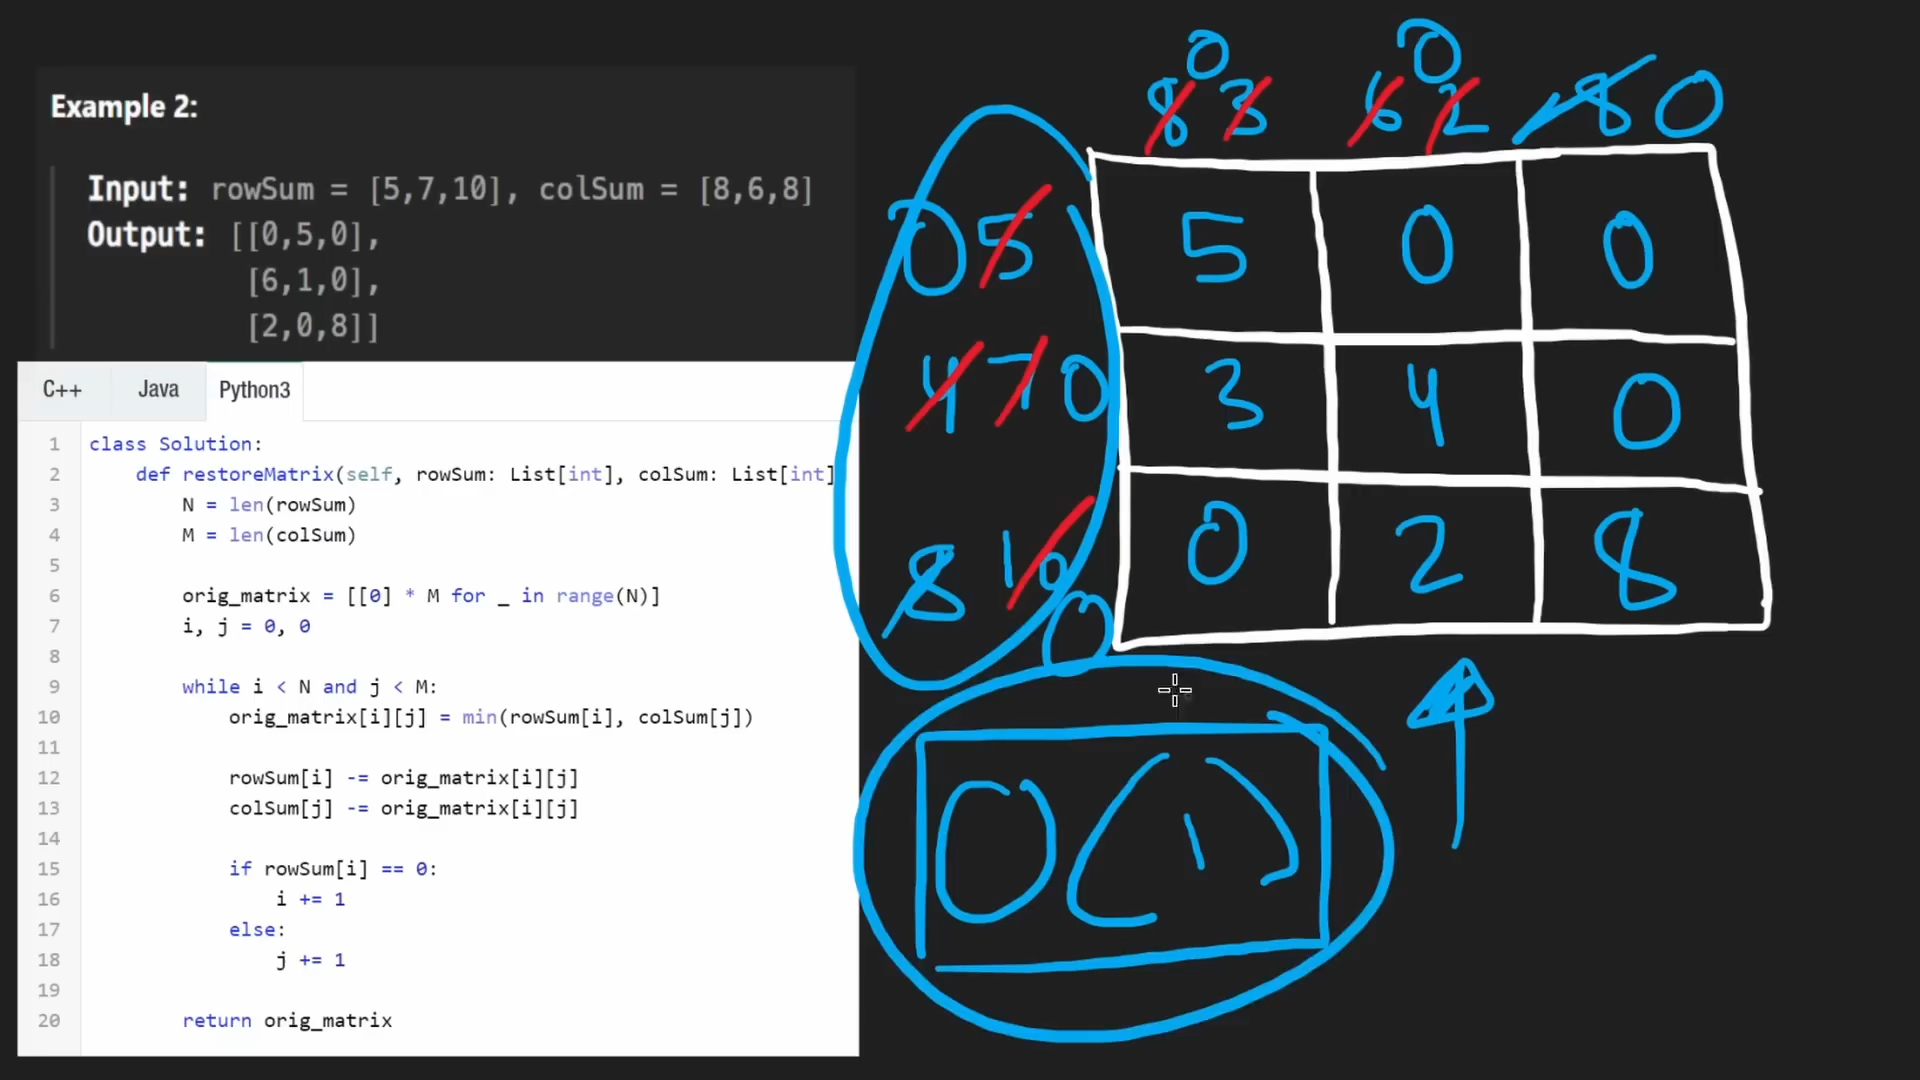 Example 2:
Input: rowSum = [5,7,10], colSum = [8,6,8]
Output: [[0,5,0],
[6,1,0],
[2,0,8]]
C++ Java Python3
1 class Solution:
2 def restoreMatrix(self, rowSum: List[int], colSum: List[int]
3 N = len(rowSum)
4 M = len(colSum)
5
6 orig_matrix = [[0] * M for _ in range(N)]
7 i, j = 0, 0
8
9 while i < N and j < M:
10 orig_matrix[i][j] = min(rowSum[i], colSum[j])
11
12 rowSum[i] -= orig_matrix[i][j]
13 colSum[j] -= orig_matrix[i][j]
14
15 if rowSum[i] == 0:
16 i += 1
17 else:
18 j += 1
19
20 return orig_matrix
0 0
8 3 6 2 8 0
0 5 5 0 0
4 7 0 3 4 0
8 10 0 2 8
0
O(1)